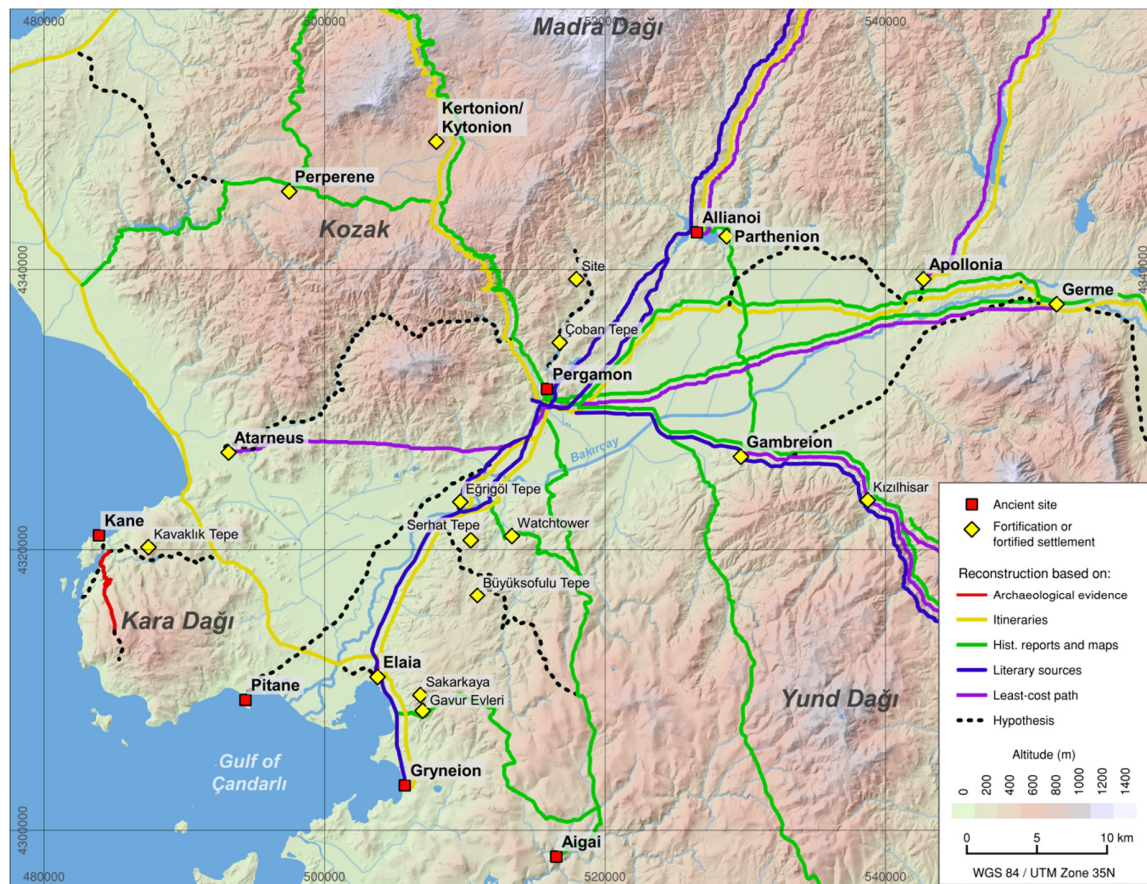 480000
500000
520000
540000
Madra Dağı
Kertonion/
Kytonion
Perperene
Kozak
Allianoi
Parthenion
4340000
Site
Apollonia
4340000
Germe
Çoban Tepe
Pergamon
Atarneus
Bakırçay
Gambreion
Eğrigöl Tepe
Kızılhisar
Kane
Kavaklık Tepe
Serhat Tepe
Watchtower
4320000
Büyüksofulu Tepe
Kara Dağı
Elaia
Pitane
Sakarkaya
Gavur Evleri
Yund Dağı
Gulf of
Çandarlı
Gryneion
4300000
Aigai
480000
500000
520000
540000
Ancient site
Fortification or
fortified settlement
Reconstruction based on:
Archaeological evidence
Itineraries
Hist. reports and maps
Literary sources
Least-cost path
Hypothesis
Altitude (m)
0 200 400 600 800 1000 1200 1400
0 5 10 km
WGS 84 / UTM Zone 35N